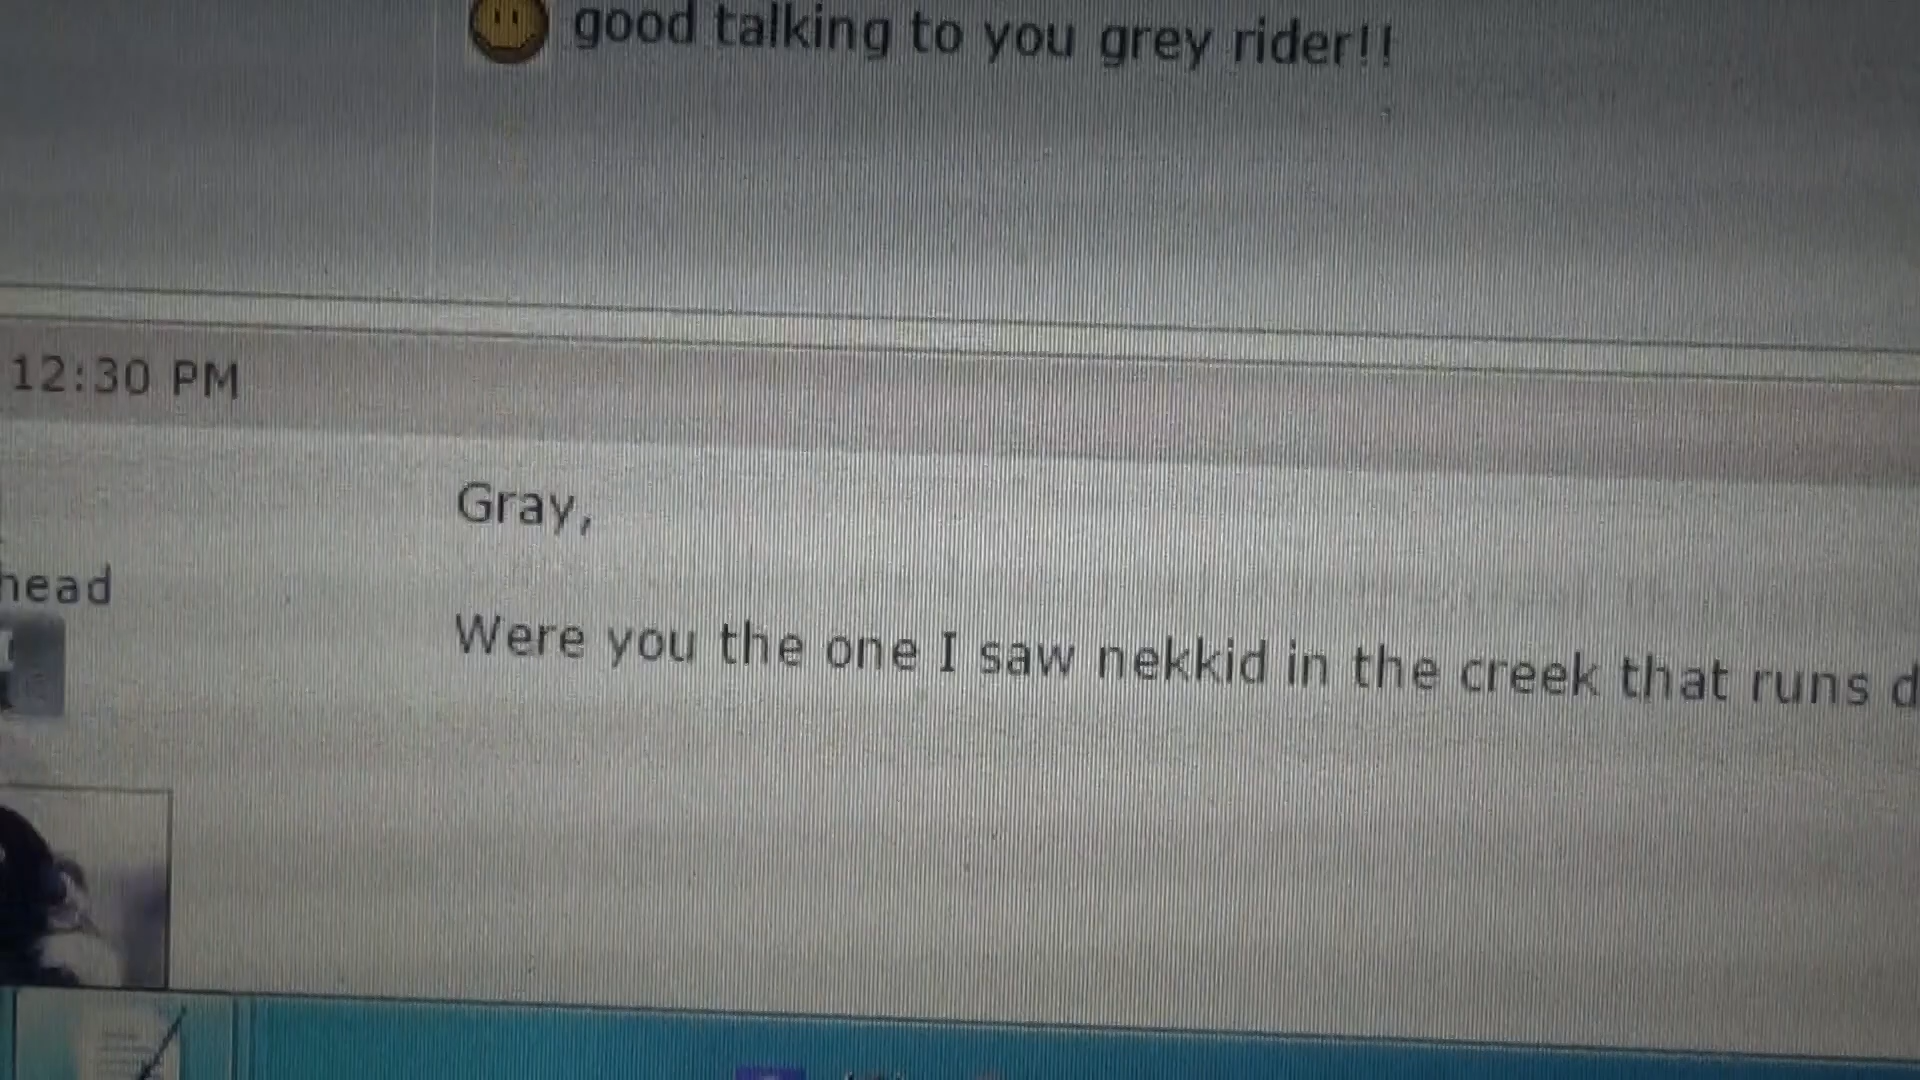 good talking to you grey rider!!
12:30 PM
Gray,
head
Were you the one I saw nekkid in the creek that runs d